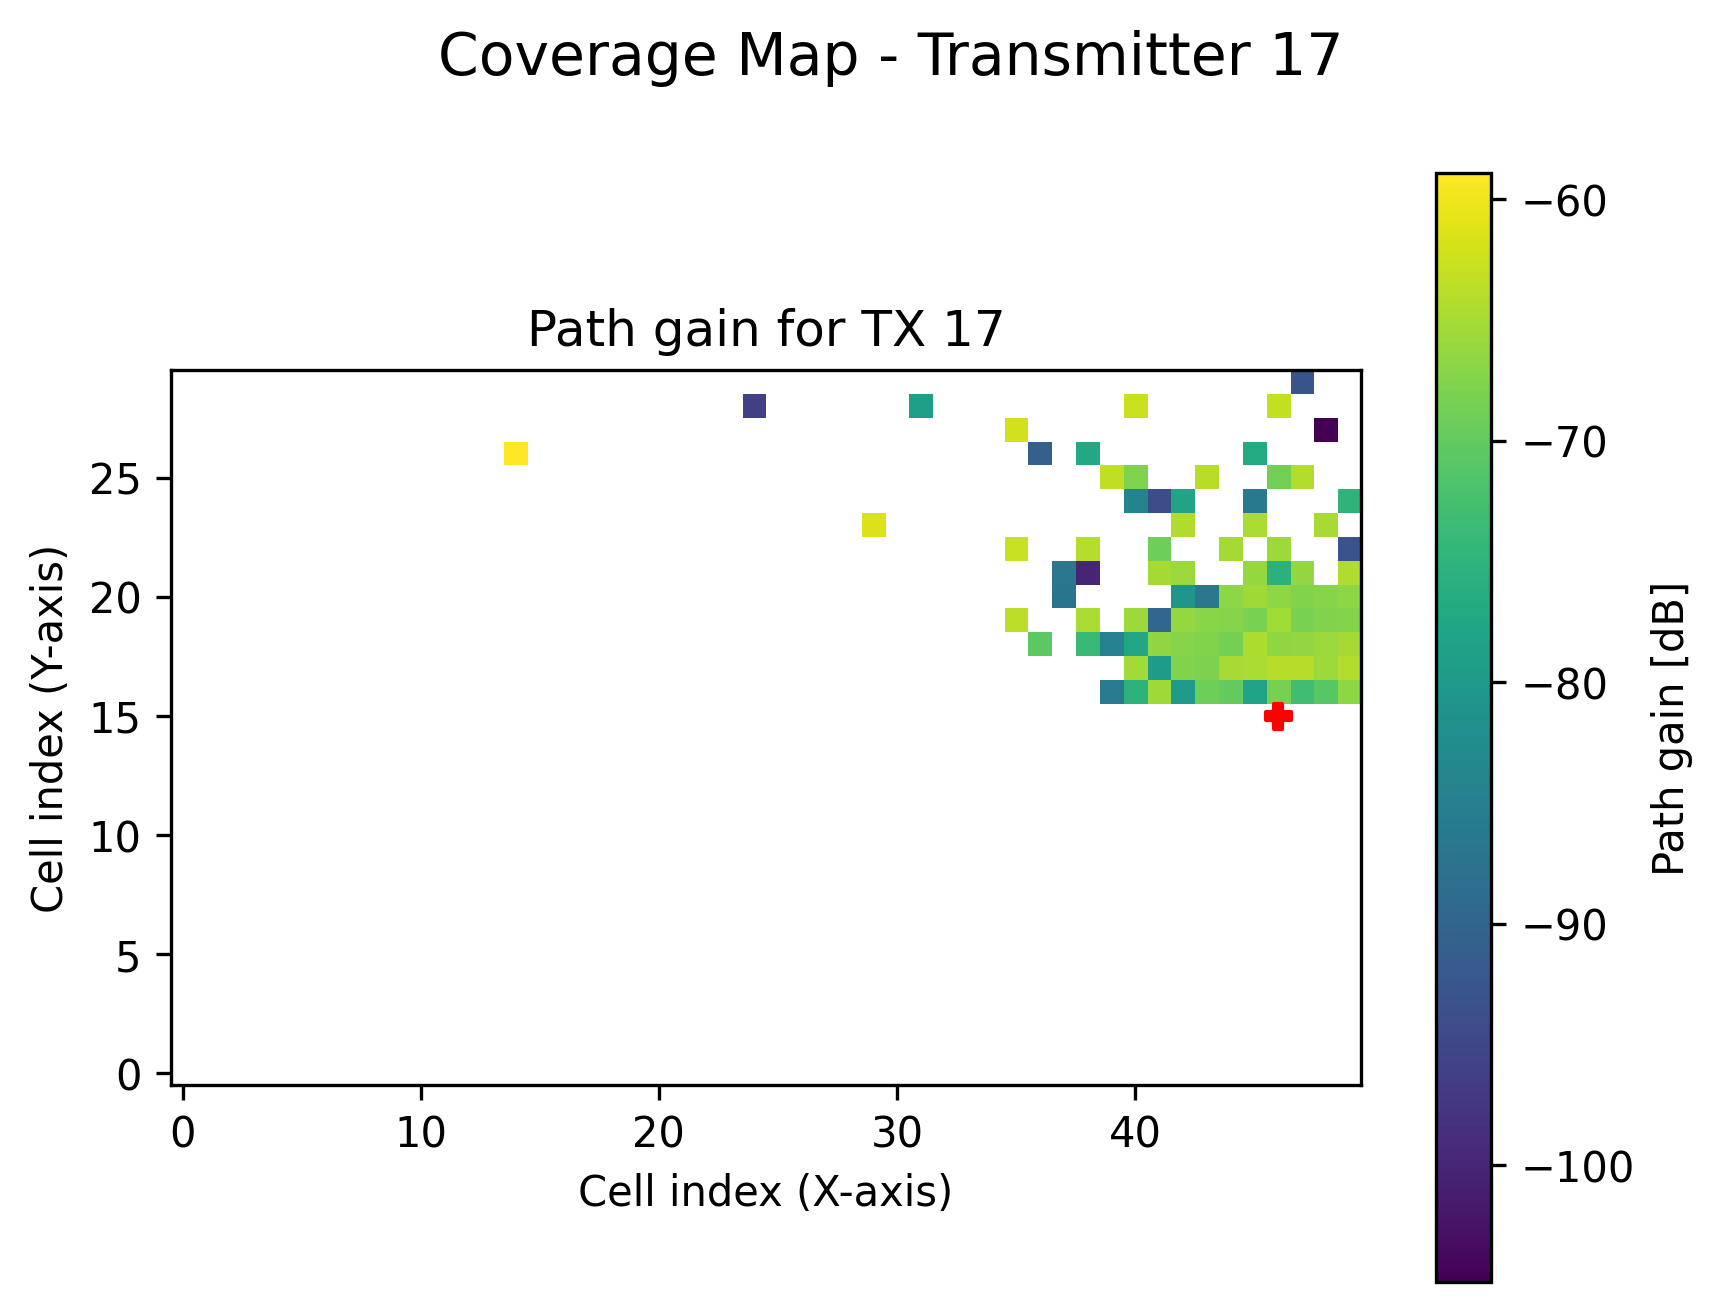 Coverage Map - Transmitter 17
Path gain for TX 17
Cell index (Y-axis)
25
20
15
10
5
0
0 10 20 30 40
Cell index (X-axis)
−60
−70
−80
−90
−100
Path gain [dB]